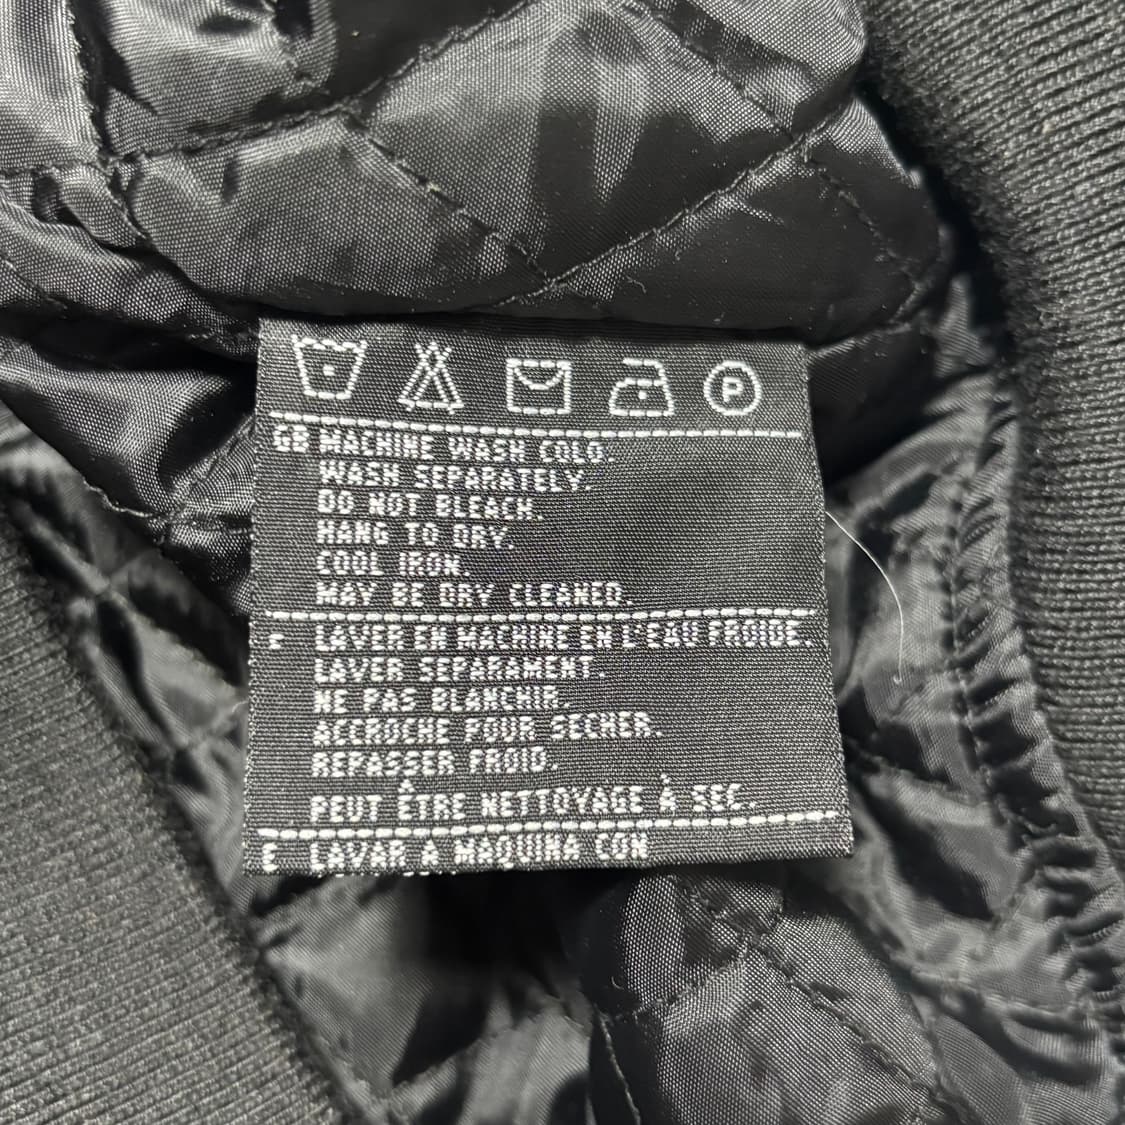 P
GB MACHINE WASH COLD.
WASH SEPARATELY.
DO NOT BLEACH.
HANG TO DRY.
COOL IRON.
MAY BE DRY CLEANED.
F LAVER EN MACHINE EN L'EAU FROIDE.
LAVER SEPARAMENT.
NE PAS BLANCHIR.
ACCROCHE POUR SECHER.
REPASSER FROID.
PEUT ÊTRE NETTOYAGE À SEC.
E LAVAR A MAQUINA CON